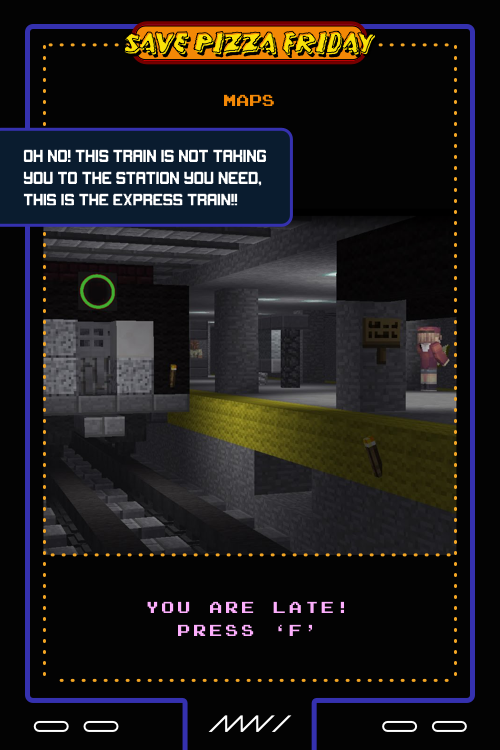 SAVE PIZZA FRIDAY
MAPS
OH NO! THIS TRAIN IS NOT TAKING
YOU TO THE STATION YOU NEED,
THIS IS THE EXPRESS TRAIN!!
YOU ARE LATE!
PRESS ‘F’